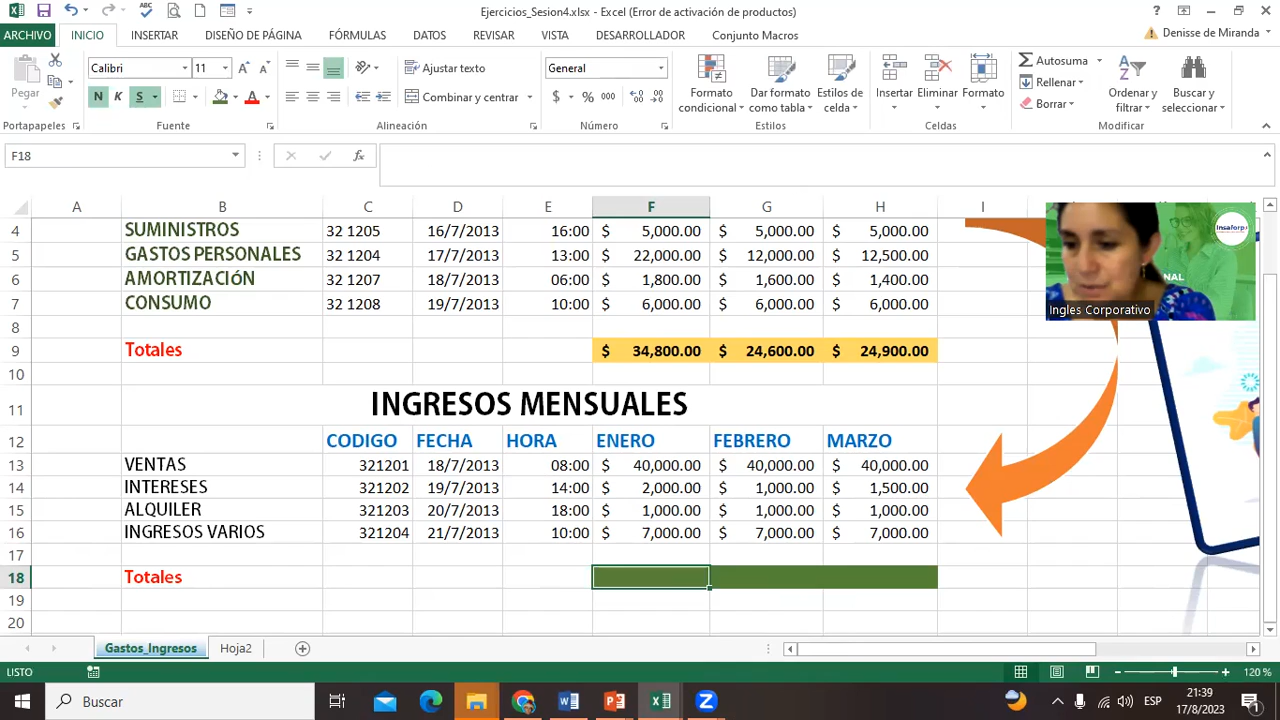 Ejercicios_Sesion4.xlsx - Excel (Error de activación de productos)
ARCHIVO INICIO INSERTAR DISEÑO DE PÁGINA FÓRMULAS DATOS REVISAR VISTA DESARROLLADOR Conjunto Macros Denisse de Miranda
Pegar Calibri 11 Ajustar texto General Formato condicional Dar formato como tabla Estilos de celda Insertar Eliminar Formato Autosuma Rellenar Borrar Ordenar y filtrar Buscar y seleccionar
N K S Combinar y centrar $ % 000
Portapapeles Fuente Alineación Número Estilos Celdas Modificar
F18 fx
A B C D E F G H I
4 SUMINISTROS 32 1205 16/7/2013 16:00 $ 5,000.00 $ 5,000.00 $ 5,000.00
5 GASTOS PERSONALES 32 1204 17/7/2013 13:00 $ 22,000.00 $ 12,000.00 $ 12,500.00
6 AMORTIZACIÓN 32 1207 18/7/2013 06:00 $ 1,800.00 $ 1,600.00 $ 1,400.00
7 CONSUMO 32 1208 19/7/2013 10:00 $ 6,000.00 $ 6,000.00 $ 6,000.00
Insaforp
NAL
Ingles Corporativo
8
9 Totales $ 34,800.00 $ 24,600.00 $ 24,900.00
10
11 INGRESOS MENSUALES
12 CODIGO FECHA HORA ENERO FEBRERO MARZO
13 VENTAS 321201 18/7/2013 08:00 $ 40,000.00 $ 40,000.00 $ 40,000.00
14 INTERESES 321202 19/7/2013 14:00 $ 2,000.00 $ 1,000.00 $ 1,500.00
15 ALQUILER 321203 20/7/2013 18:00 $ 1,000.00 $ 1,000.00 $ 1,000.00
16 INGRESOS VARIOS 321204 21/7/2013 10:00 $ 7,000.00 $ 7,000.00 $ 7,000.00
17
18 Totales
19
20
Gastos_Ingresos Hoja2
LISTO 120 %
Buscar ESP 21:39
17/8/2023